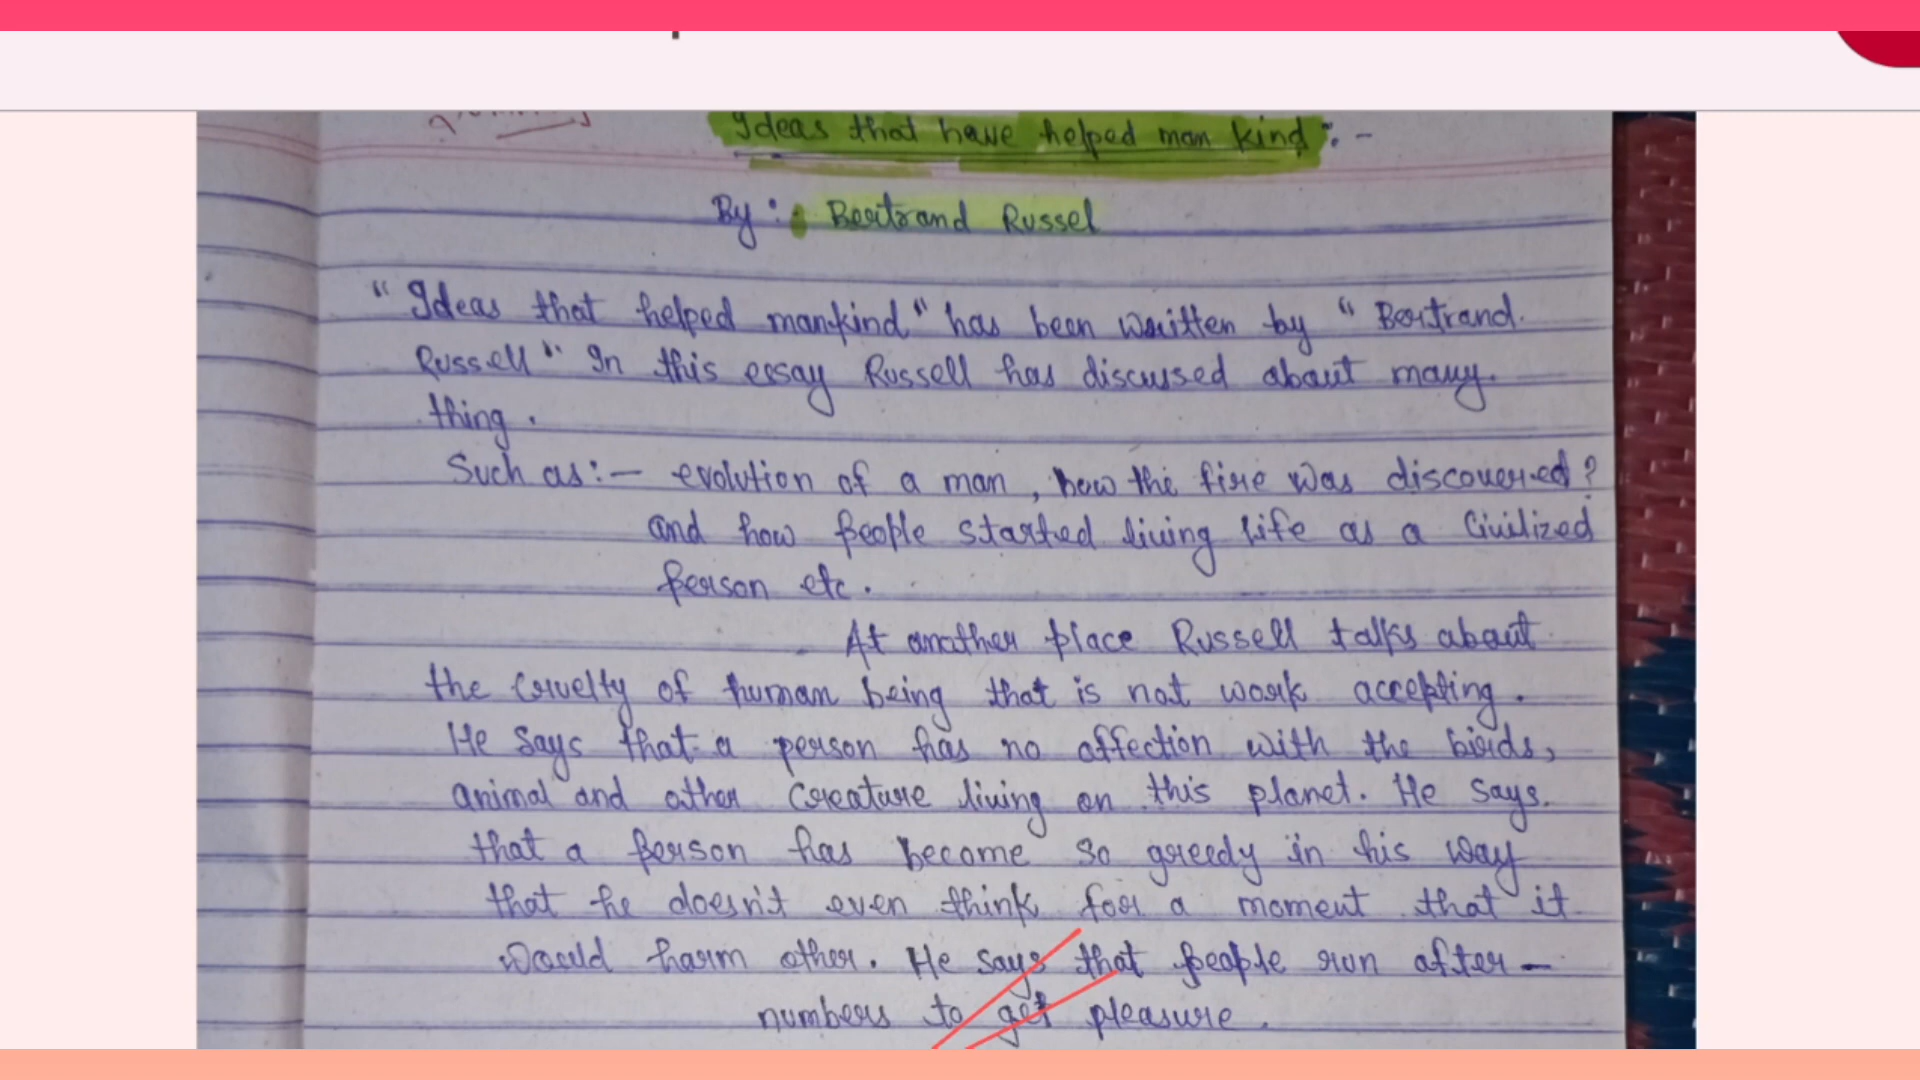 Ideas that have helped man kind :-
By : Bertrand Russel
" Ideas that helped mankind " has been written by " Bertrand.
Russell " In this essay Russell has discussed about many.
thing .
Such as :- evolution of a man , how the fire was discovered ?
and how people started living life as a Civilized
person etc .
At another place Russell talks about
the cruelty of human being that is not work accepting .
He says that a person has no affection with the birds,
animal and other Creature living on this planet. He says.
that a person has become so greedy in his way
that he doesn't even think for a moment that it
would harm other. He says that people run after -
numbers to get pleasure .